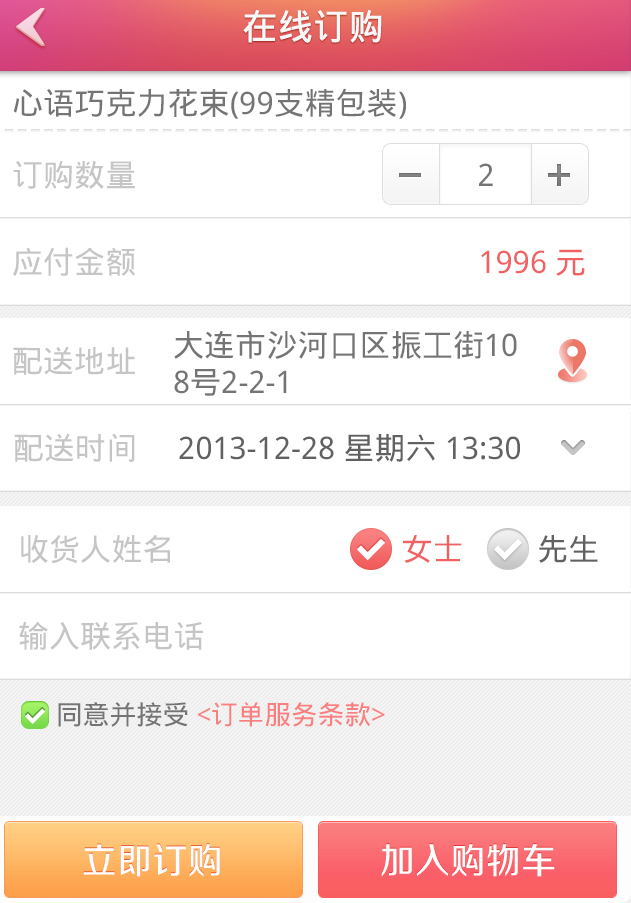 在线订购
心语巧克力花束(99支精包装)
订购数量 2
应付金额 1996 元
配送地址 大连市沙河口区振工街10
8号2-2-1
配送时间 2013-12-28 星期六 13:30
收货人姓名 女士 先生
输入联系电话
同意并接受 <订单服务条款>
立即订购 加入购物车